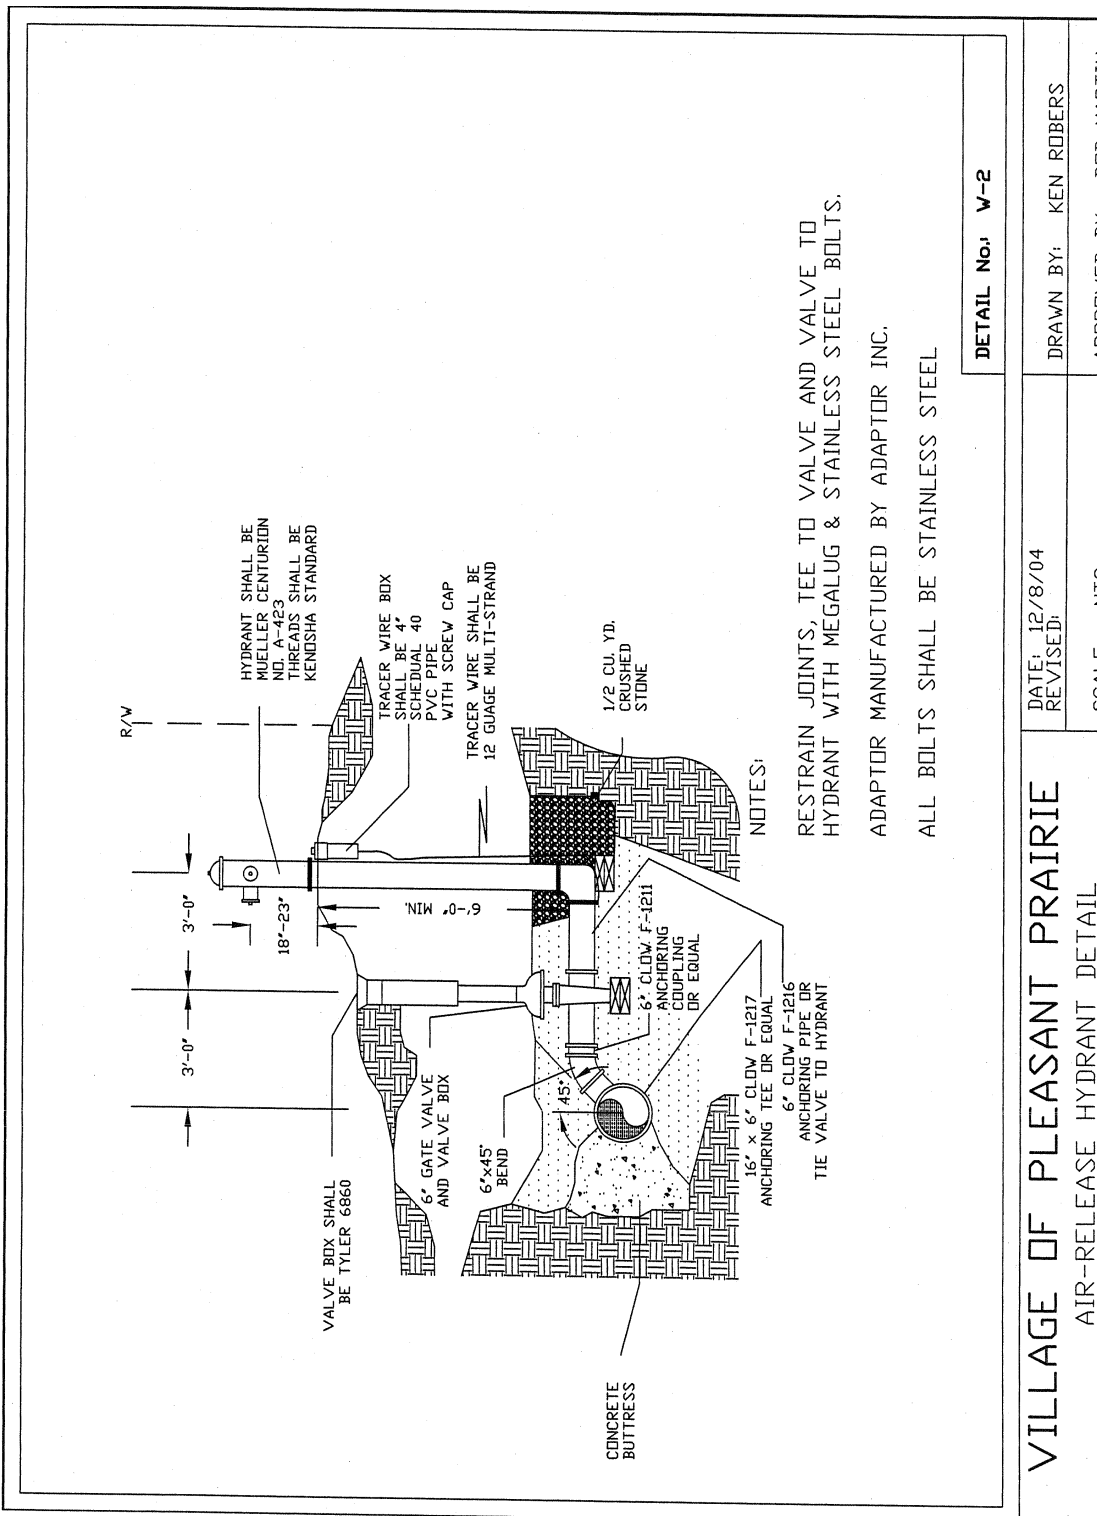 R/W
3'-0"
3'-0"
18"-23"
6'-0" MIN.
45°
HYDRANT SHALL BE
MUELLER CENTURION
NO. A-423
THREADS SHALL BE
KENOSHA STANDARD
TRACER WIRE BOX
SHALL BE 4"
SCHEDUAL 40
PVC PIPE
WITH SCREW CAP
TRACER WIRE SHALL BE
12 GUAGE MULTI-STRAND
1/2 CU. YD.
CRUSHED
STONE
VALVE BOX SHALL
BE TYLER 6860
6" GATE VALVE
AND VALVE BOX
6"x45°
BEND
6" CLOW F-1211
ANCHORING
COUPLING
OR EQUAL
16" x 6" CLOW F-1217
ANCHORING TEE OR EQUAL
6" CLOW F-1216
ANCHORING PIPE OR
TIE VALVE TO HYDRANT
CONCRETE
BUTTRESS
NOTES:
RESTRAIN JOINTS, TEE TO VALVE AND VALVE TO
HYDRANT WITH MEGALUG & STAINLESS STEEL BOLTS.
ADAPTOR MANUFACTURED BY ADAPTOR INC.
ALL BOLTS SHALL BE STAINLESS STEEL
DETAIL No.: W-2
VILLAGE OF PLEASANT PRAIRIE
AIR-RELEASE HYDRANT DETAIL
DATE: 12/8/04
REVISED:
DRAWN BY: KEN ROBERS